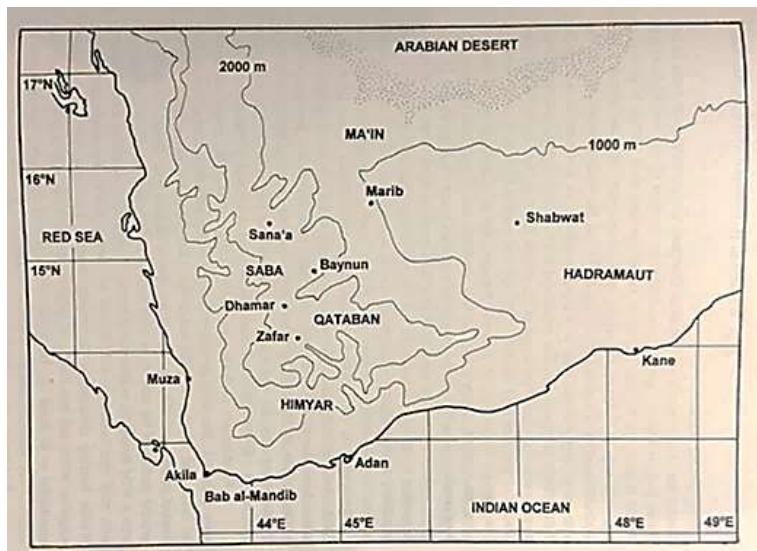 ARABIAN DESERT
2000 m
17°N
MA'IN
1000 m
16°N
Marib
Shabwat
Sana'a
RED SEA
15°N
SABA
Baynun
HADRAMAUT
Dhamar
QATABAN
Zafar
Kane
Muza
HIMYAR
Adan
Akila
Bab al-Mandib
INDIAN OCEAN
44°E
45°E
48°E
49°E